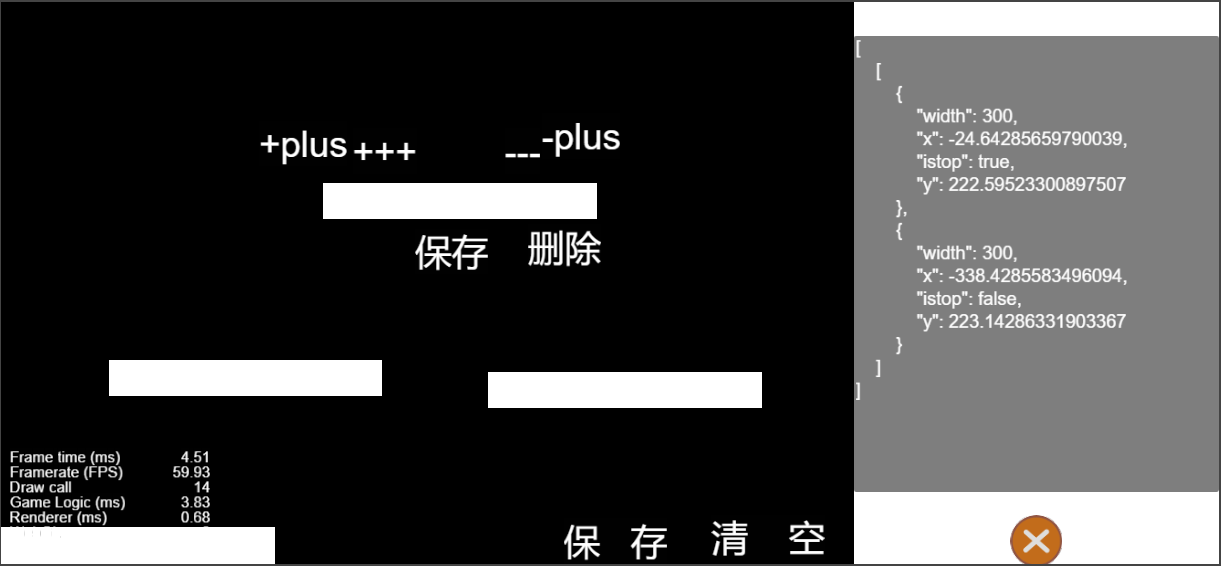 +plus +++ ---plus
保存 删除
Frame time (ms) 4.51
Framerate (FPS) 59.93
Draw call 14
Game Logic (ms) 3.83
Renderer (ms) 0.68
保 存 清 空
[
[
{
"width": 300,
"x": -24.64285659790039,
"istop": true,
"y": 222.59523300897507
},
{
"width": 300,
"x": -338.4285583496094,
"istop": false,
"y": 223.14286331903367
}
]
]